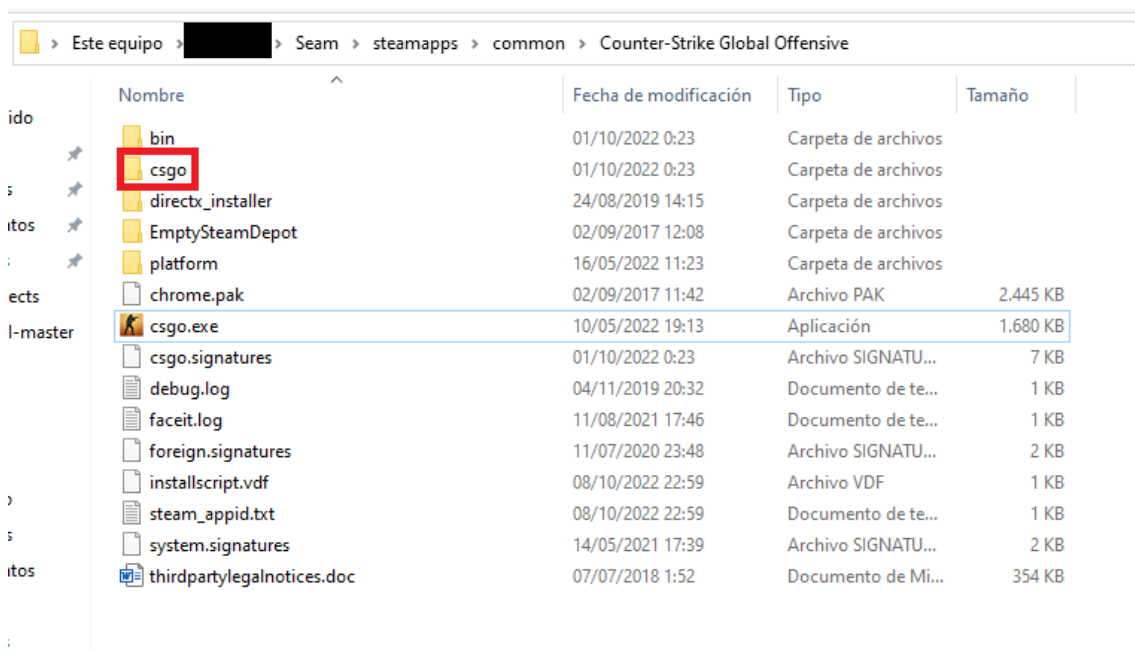 Este equipo > > Seam > steamapps > common > Counter-Strike Global Offensive
Nombre Fecha de modificación Tipo Tamaño
ido
bin 01/10/2022 0:23 Carpeta de archivos
csgo 01/10/2022 0:23 Carpeta de archivos
s directx_installer 24/08/2019 14:15 Carpeta de archivos
itos EmptySteamDepot 02/09/2017 12:08 Carpeta de archivos
platform 16/05/2022 11:23 Carpeta de archivos
ects chrome.pak 02/09/2017 11:42 Archivo PAK 2.445 KB
l-master csgo.exe 10/05/2022 19:13 Aplicación 1.680 KB
csgo.signatures 01/10/2022 0:23 Archivo SIGNATU... 7 KB
debug.log 04/11/2019 20:32 Documento de te... 1 KB
faceit.log 11/08/2021 17:46 Documento de te... 1 KB
foreign.signatures 11/07/2020 23:48 Archivo SIGNATU... 2 KB
installscript.vdf 08/10/2022 22:59 Archivo VDF 1 KB
steam_appid.txt 08/10/2022 22:59 Documento de te... 1 KB
s system.signatures 14/05/2021 17:39 Archivo SIGNATU... 2 KB
itos thirdpartylegalnotices.doc 07/07/2018 1:52 Documento de Mi... 354 KB